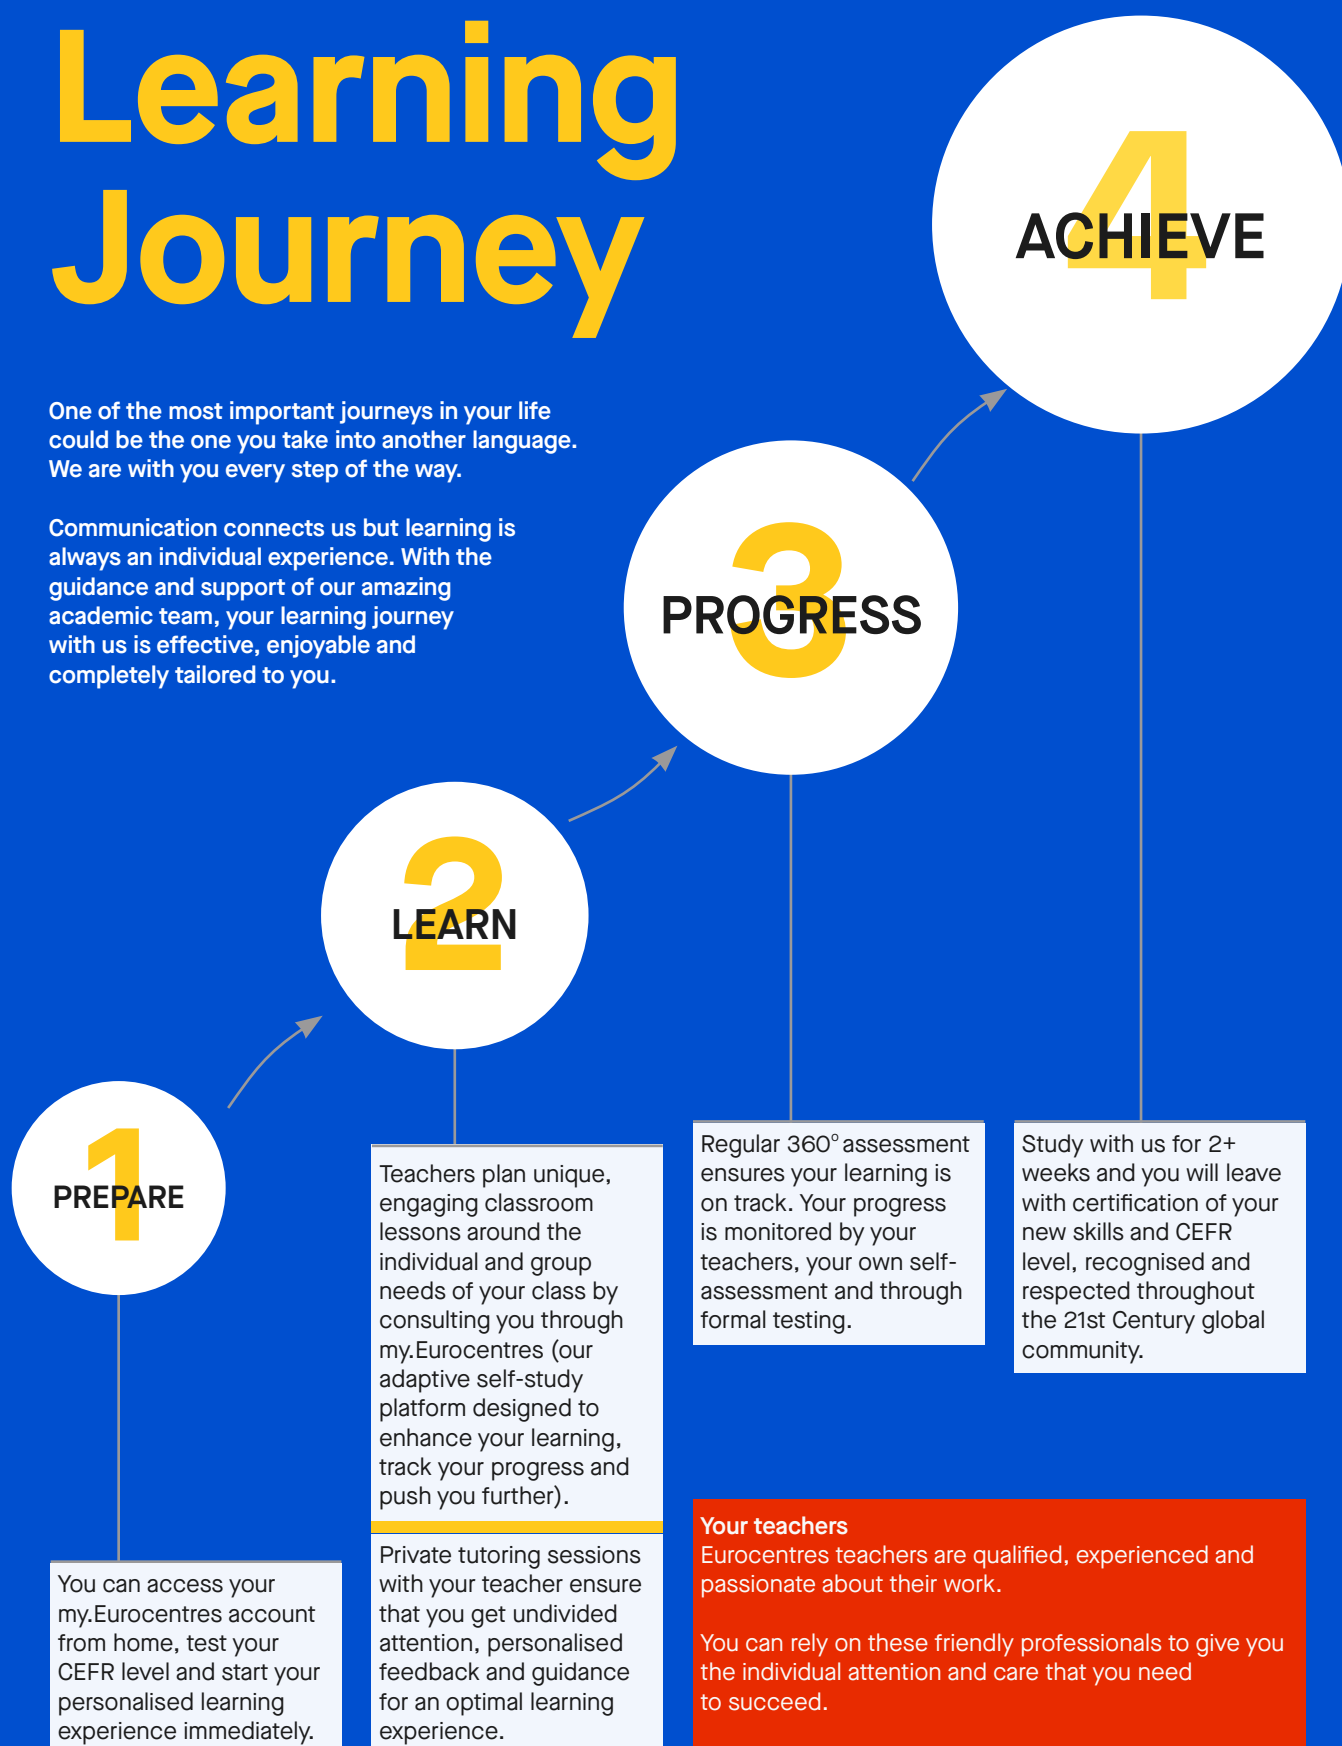 Learning
Journey
One of the most important journeys in your life
could be the one you take into another language.
We are with you every step of the way.
Communication connects us but learning is
always an individual experience. With the
guidance and support of our amazing
academic team, your learning journey
with us is effective, enjoyable and
completely tailored to you.
1
PREPARE
You can access your
my.Eurocentres account
from home, test your
CEFR level and start your
personalised learning
experience immediately.
2
LEARN
Teachers plan unique,
engaging classroom
lessons around the
individual and group
needs of your class by
consulting you through
my.Eurocentres (our
adaptive self-study
platform designed to
enhance your learning,
track your progress and
push you further).
Private tutoring sessions
with your teacher ensure
that you get undivided
attention, personalised
feedback and guidance
for an optimal learning
experience.
3
PROGRESS
Regular 360° assessment
ensures your learning is
on track. Your progress
is monitored by your
teachers, your own self-
assessment and through
formal testing.
4
ACHIEVE
Study with us for 2+
weeks and you will leave
with certification of your
new skills and CEFR
level, recognised and
respected throughout
the 21st Century global
community.
Your teachers
Eurocentres teachers are qualified, experienced and
passionate about their work.
You can rely on these friendly professionals to give you
the individual attention and care that you need
to succeed.